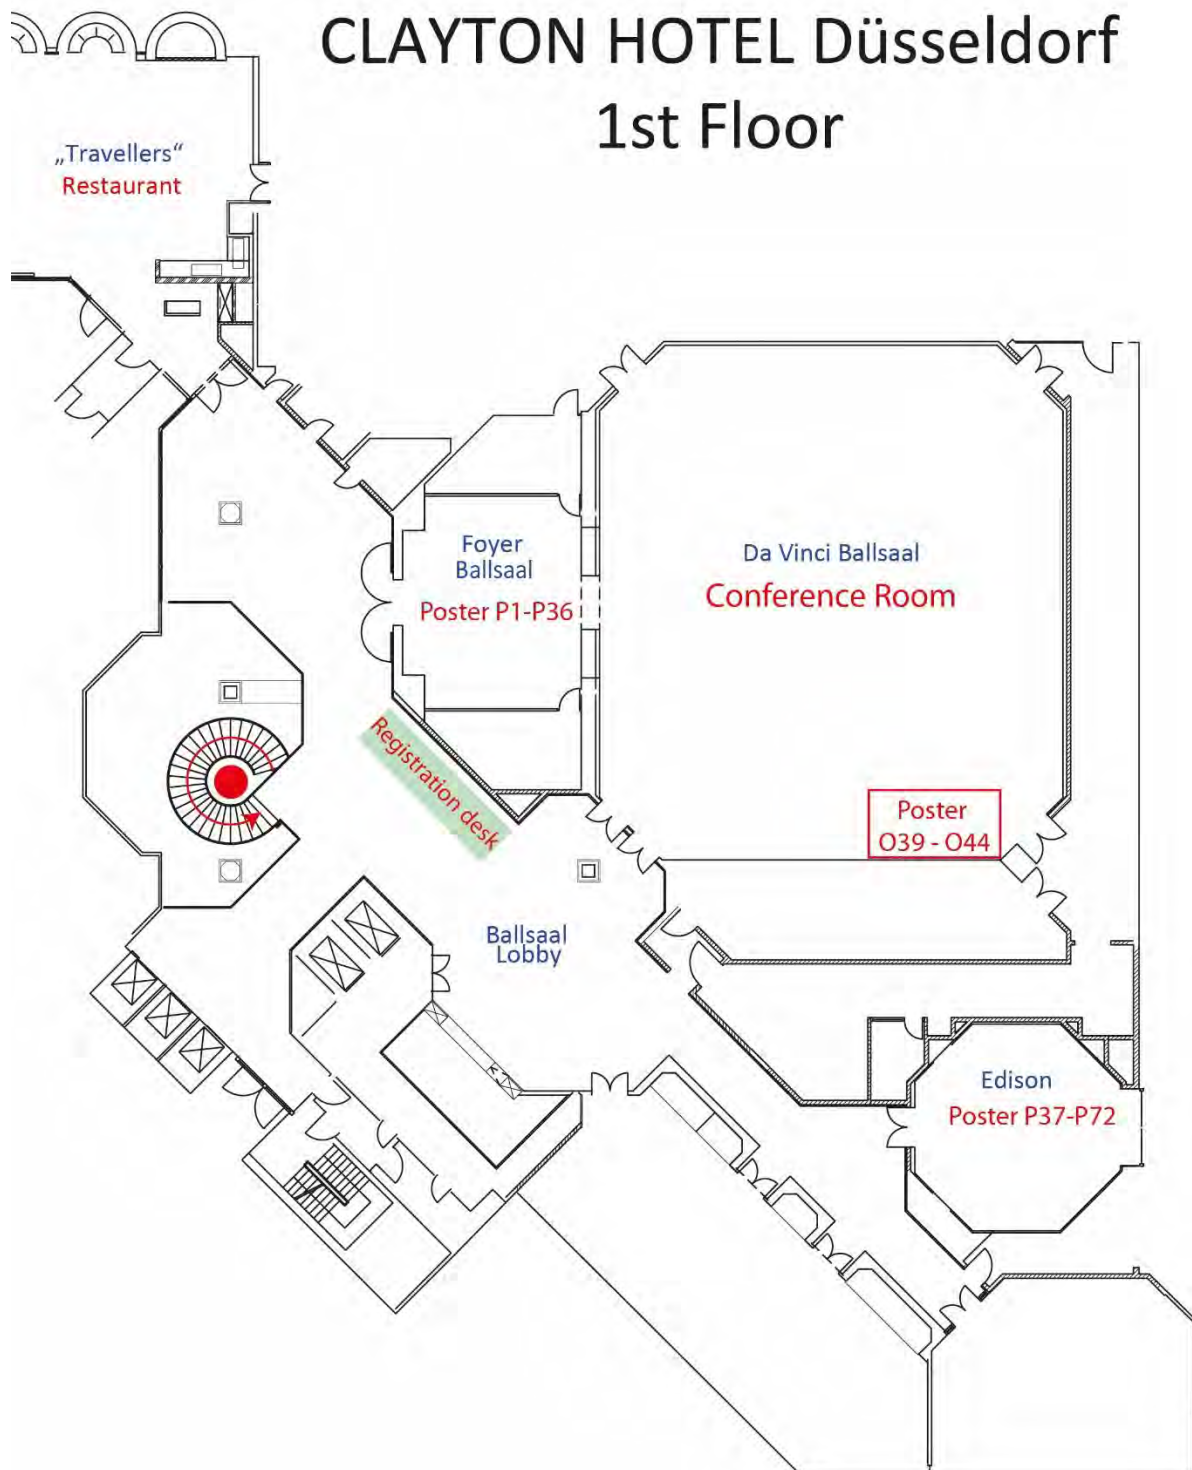 CLAYTON HOTEL Düsseldorf
1st Floor
„Travellers“
Restaurant
Foyer
Ballsaal
Poster P1-P36
Da Vinci Ballsaal
Conference Room
Registration desk
Poster
O39 - O44
Ballsaal
Lobby
Edison
Poster P37-P72